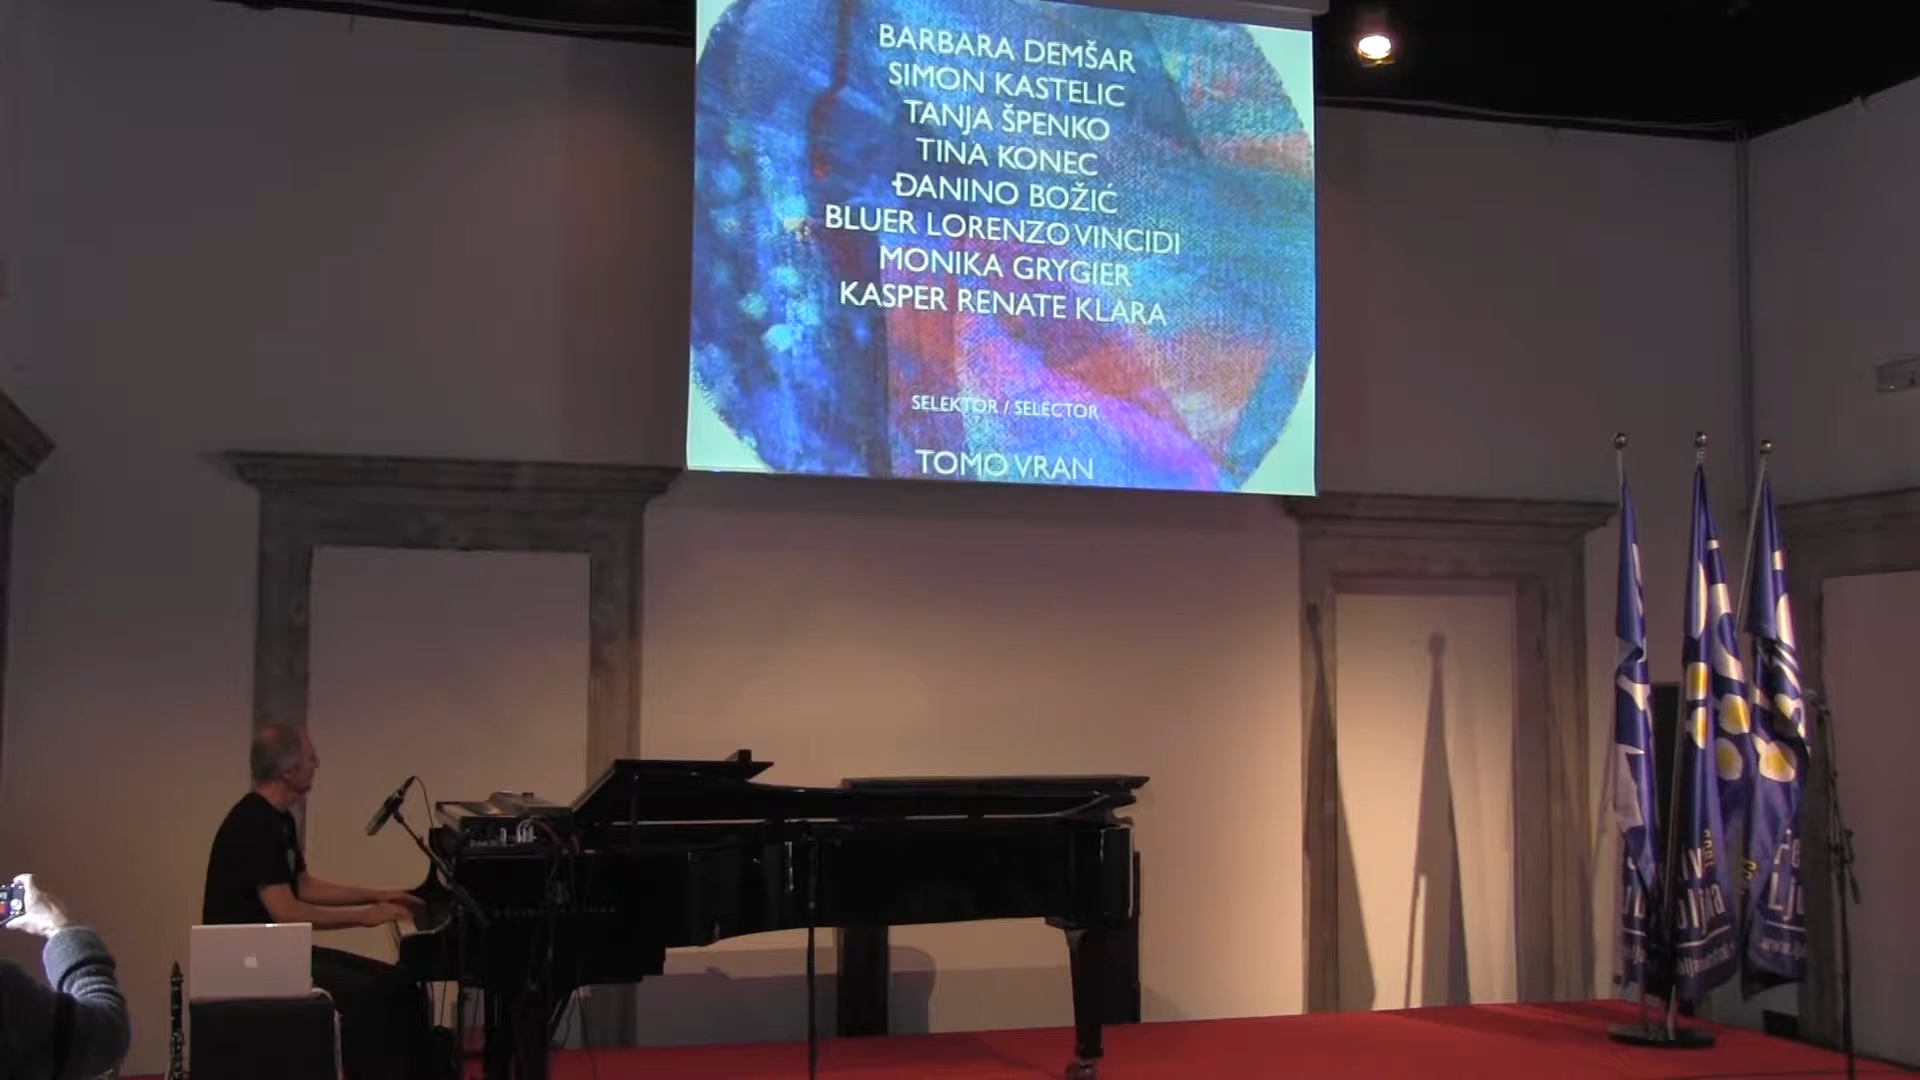 BARBARA DEMŠAR
SIMON KASTELIC
TANJA ŠPENKO
TINA KONEC
ĐANINO BOŽIĆ
BLUER LORENZO VINCIDI
MONIKA GRYGIER
KASPER RENATE KLARA
SELEKTOR / SELECTOR
TOMO VRAN